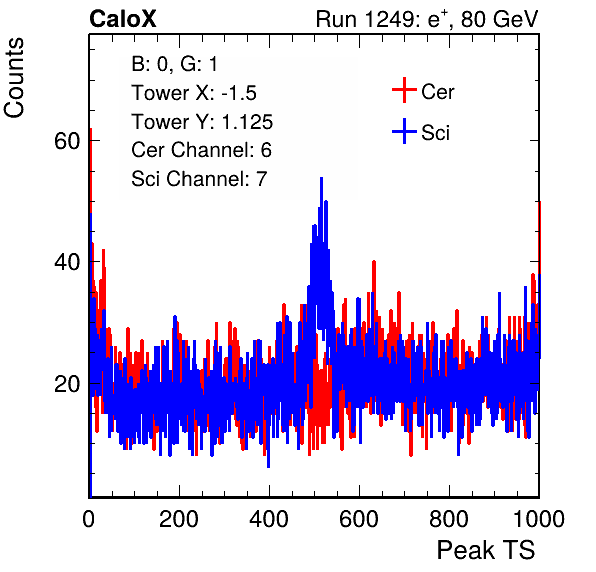 CaloX Run 1249: e⁺, 80 GeV
Counts
B: 0, G: 1
Tower X: -1.5
Tower Y: 1.125
Cer Channel: 6
Sci Channel: 7
Cer
Sci
60
40
20
0 200 400 600 800 1000
Peak TS